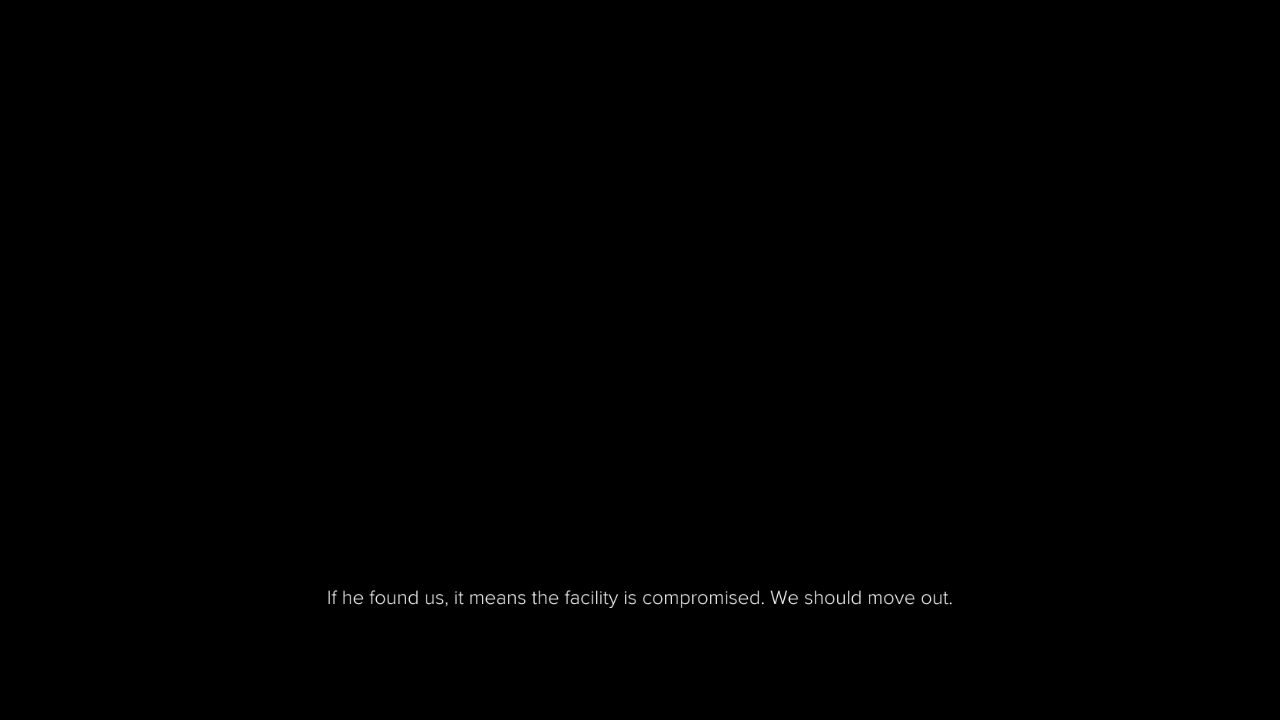 If he found us, it means the facility is compromised. We should move out.